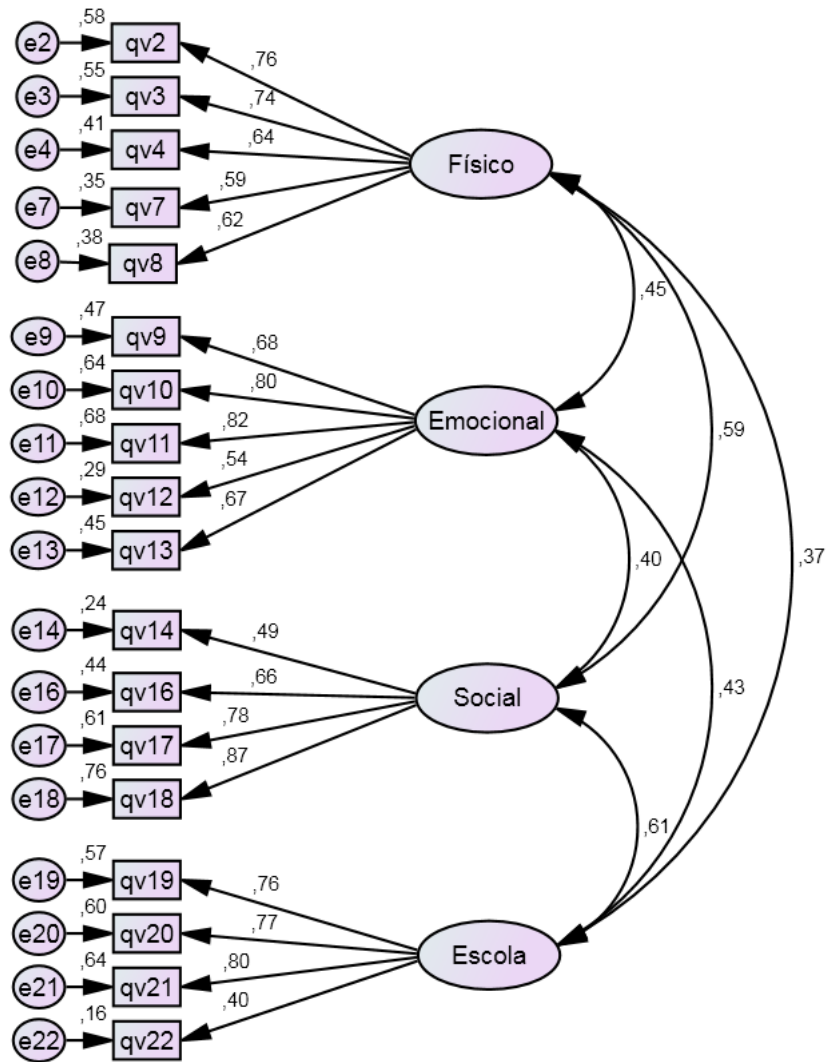 ,58
e2 qv2
,76
,55
e3 qv3
,74
,41
e4 qv4
,64
Físico
,35
e7 qv7
,59
,38
e8 qv8
,62
,45
,47
e9 qv9
,68
,64
e10 qv10
,80
,68
e11 qv11
,82
Emocional
,59
,29
e12 qv12
,54
,45
e13 qv13
,67
,40
,37
,24
e14 qv14
,49
,44
e16 qv16
,66
Social
,43
,61
e17 qv17
,78
,76
e18 qv18
,87
,61
,57
e19 qv19
,76
,60
e20 qv20
,77
Escola
,64
e21 qv21
,80
,16
e22 qv22
,40